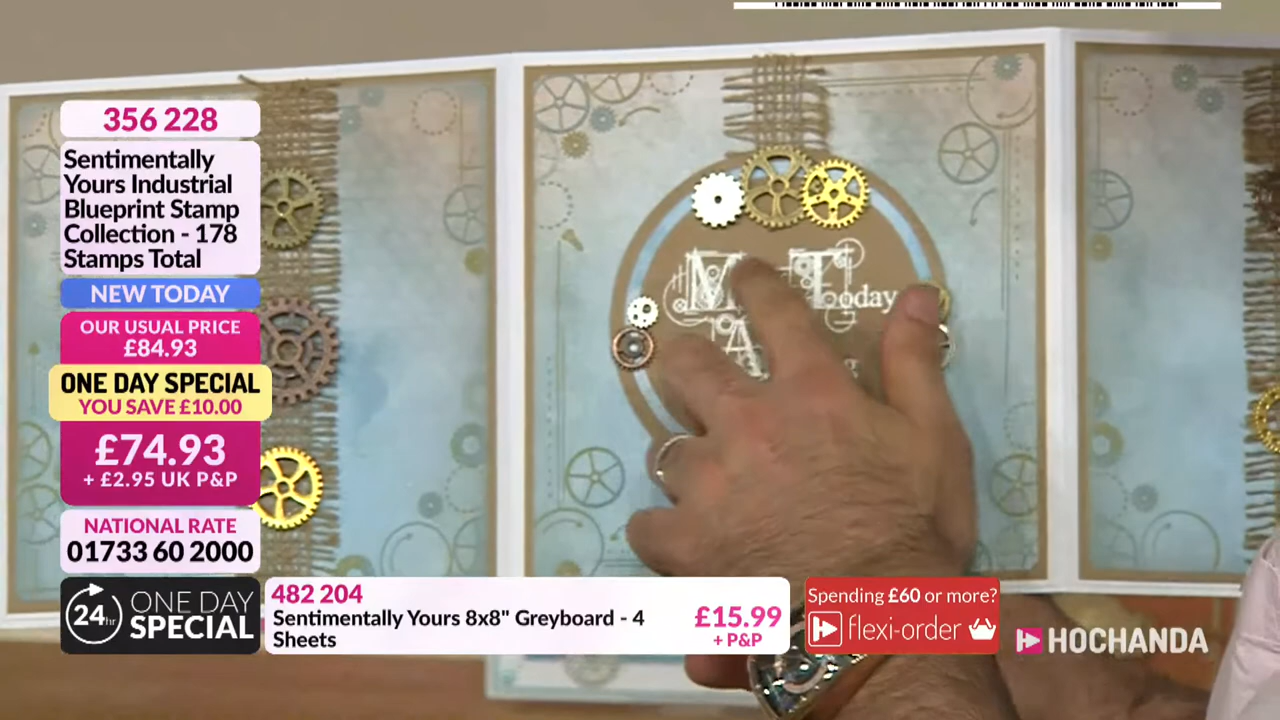 356 228
Sentimentally
Yours Industrial
Blueprint Stamp
Collection - 178
Stamps Total
NEW TODAY
OUR USUAL PRICE
£84.93
ONE DAY SPECIAL
YOU SAVE £10.00
£74.93
+ £2.95 UK P&P
NATIONAL RATE
01733 60 2000
24hr ONE DAY
SPECIAL
482 204
Sentimentally Yours 8x8" Greyboard - 4
Sheets
£15.99
+ P&P
Spending £60 or more?
flexi-order
HOCHANDA
Today
A